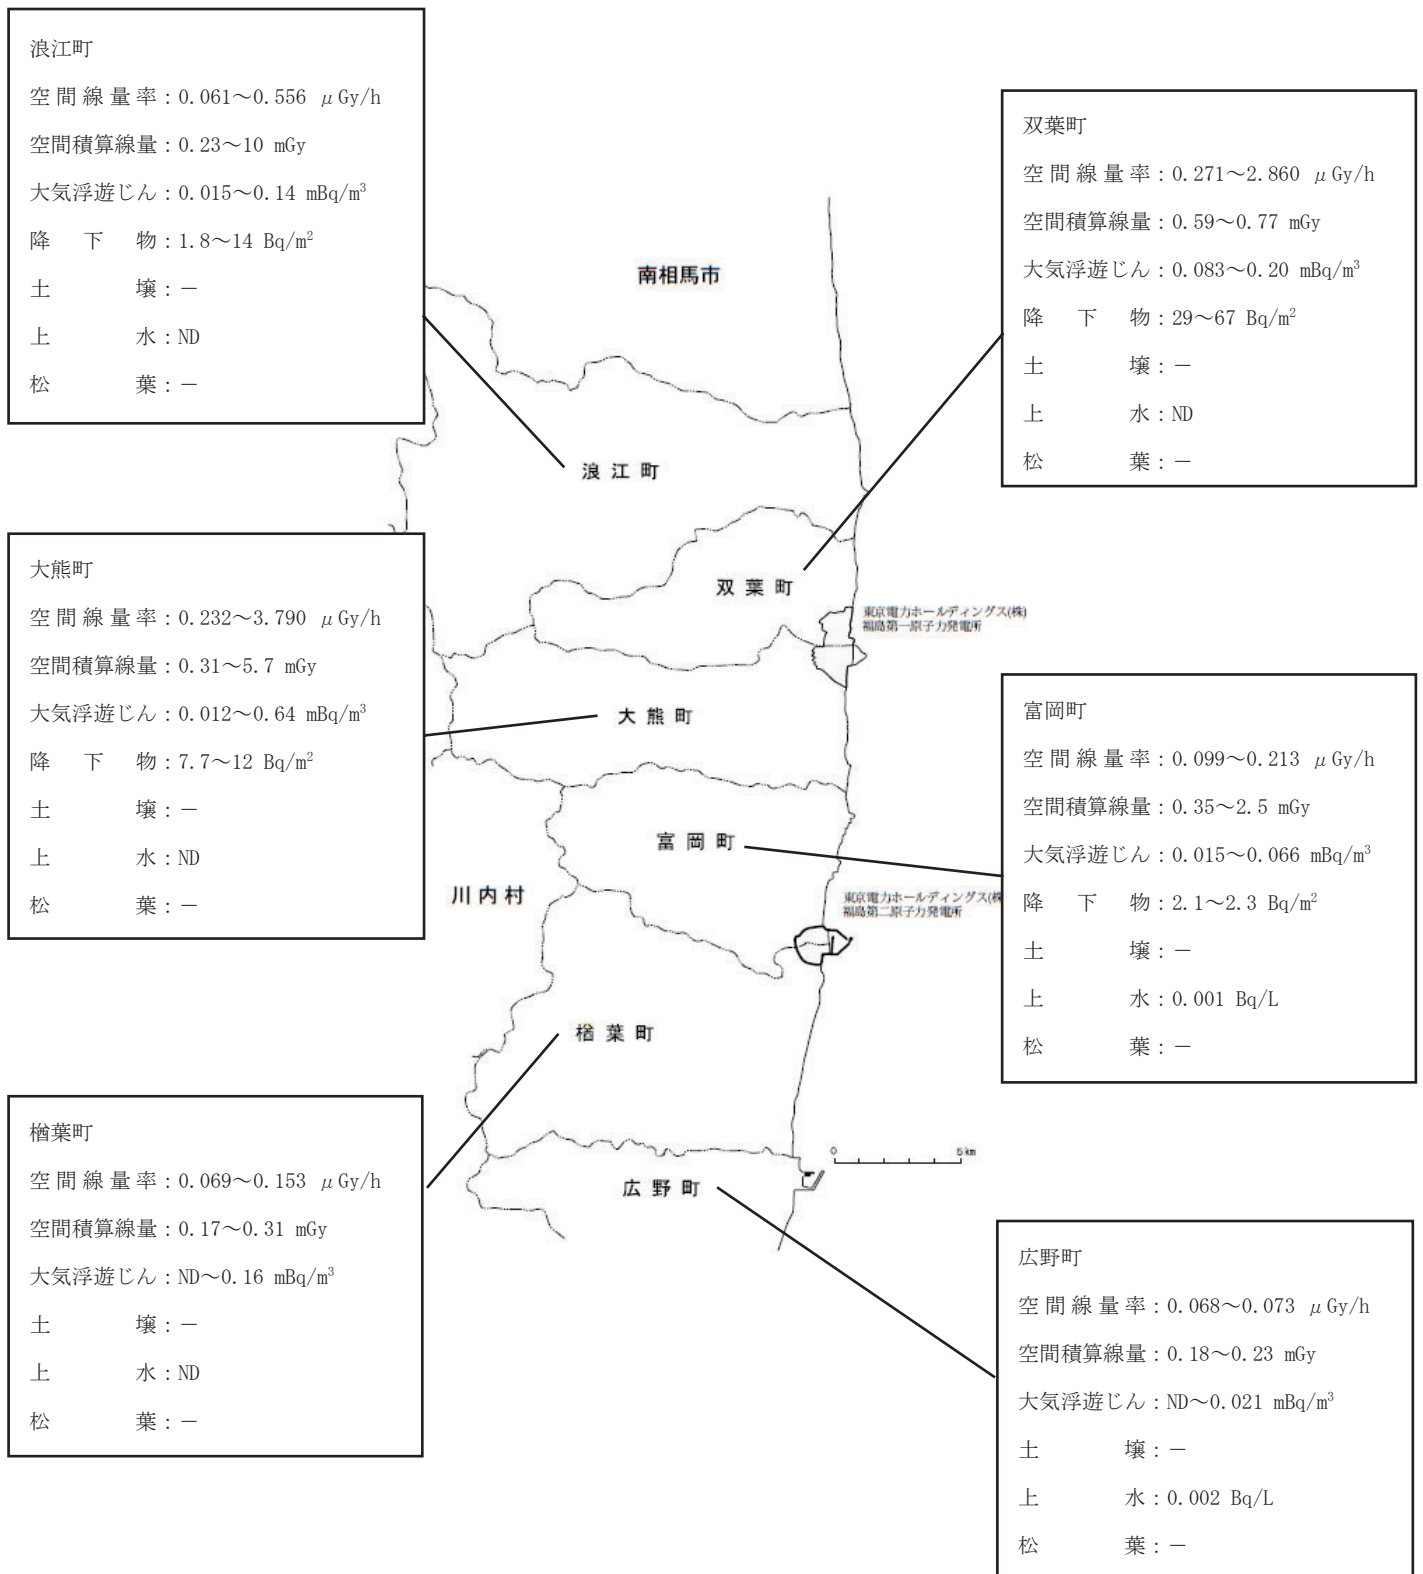 浪江町
空間線量率：0.061～0.556 μGy/h
空間積算線量：0.23～10 mGy
大気浮遊じん：0.015～0.14 mBq/m³
降下物：1.8～14 Bq/m²
土壌：－
上水：ND
松葉：－
双葉町
空間線量率：0.271～2.860 μGy/h
空間積算線量：0.59～0.77 mGy
大気浮遊じん：0.083～0.20 mBq/m³
降下物：29～67 Bq/m²
土壌：－
上水：ND
松葉：－
南相馬市
浪江町
双葉町
東京電力ホールディングス(株)
福島第一原子力発電所
大熊町
空間線量率：0.232～3.790 μGy/h
空間積算線量：0.31～5.7 mGy
大気浮遊じん：0.012～0.64 mBq/m³
降下物：7.7～12 Bq/m²
土壌：－
上水：ND
松葉：－
大熊町
富岡町
空間線量率：0.099～0.213 μGy/h
空間積算線量：0.35～2.5 mGy
大気浮遊じん：0.015～0.066 mBq/m³
降下物：2.1～2.3 Bq/m²
土壌：－
上水：0.001 Bq/L
松葉：－
富岡町
川内村
東京電力ホールディングス(株
福島第二原子力発電所
楢葉町
楢葉町
空間線量率：0.069～0.153 μGy/h
空間積算線量：0.17～0.31 mGy
大気浮遊じん：ND～0.16 mBq/m³
土壌：－
上水：ND
松葉：－
0 5km
広野町
広野町
空間線量率：0.068～0.073 μGy/h
空間積算線量：0.18～0.23 mGy
大気浮遊じん：ND～0.021 mBq/m³
土壌：－
上水：0.002 Bq/L
松葉：－